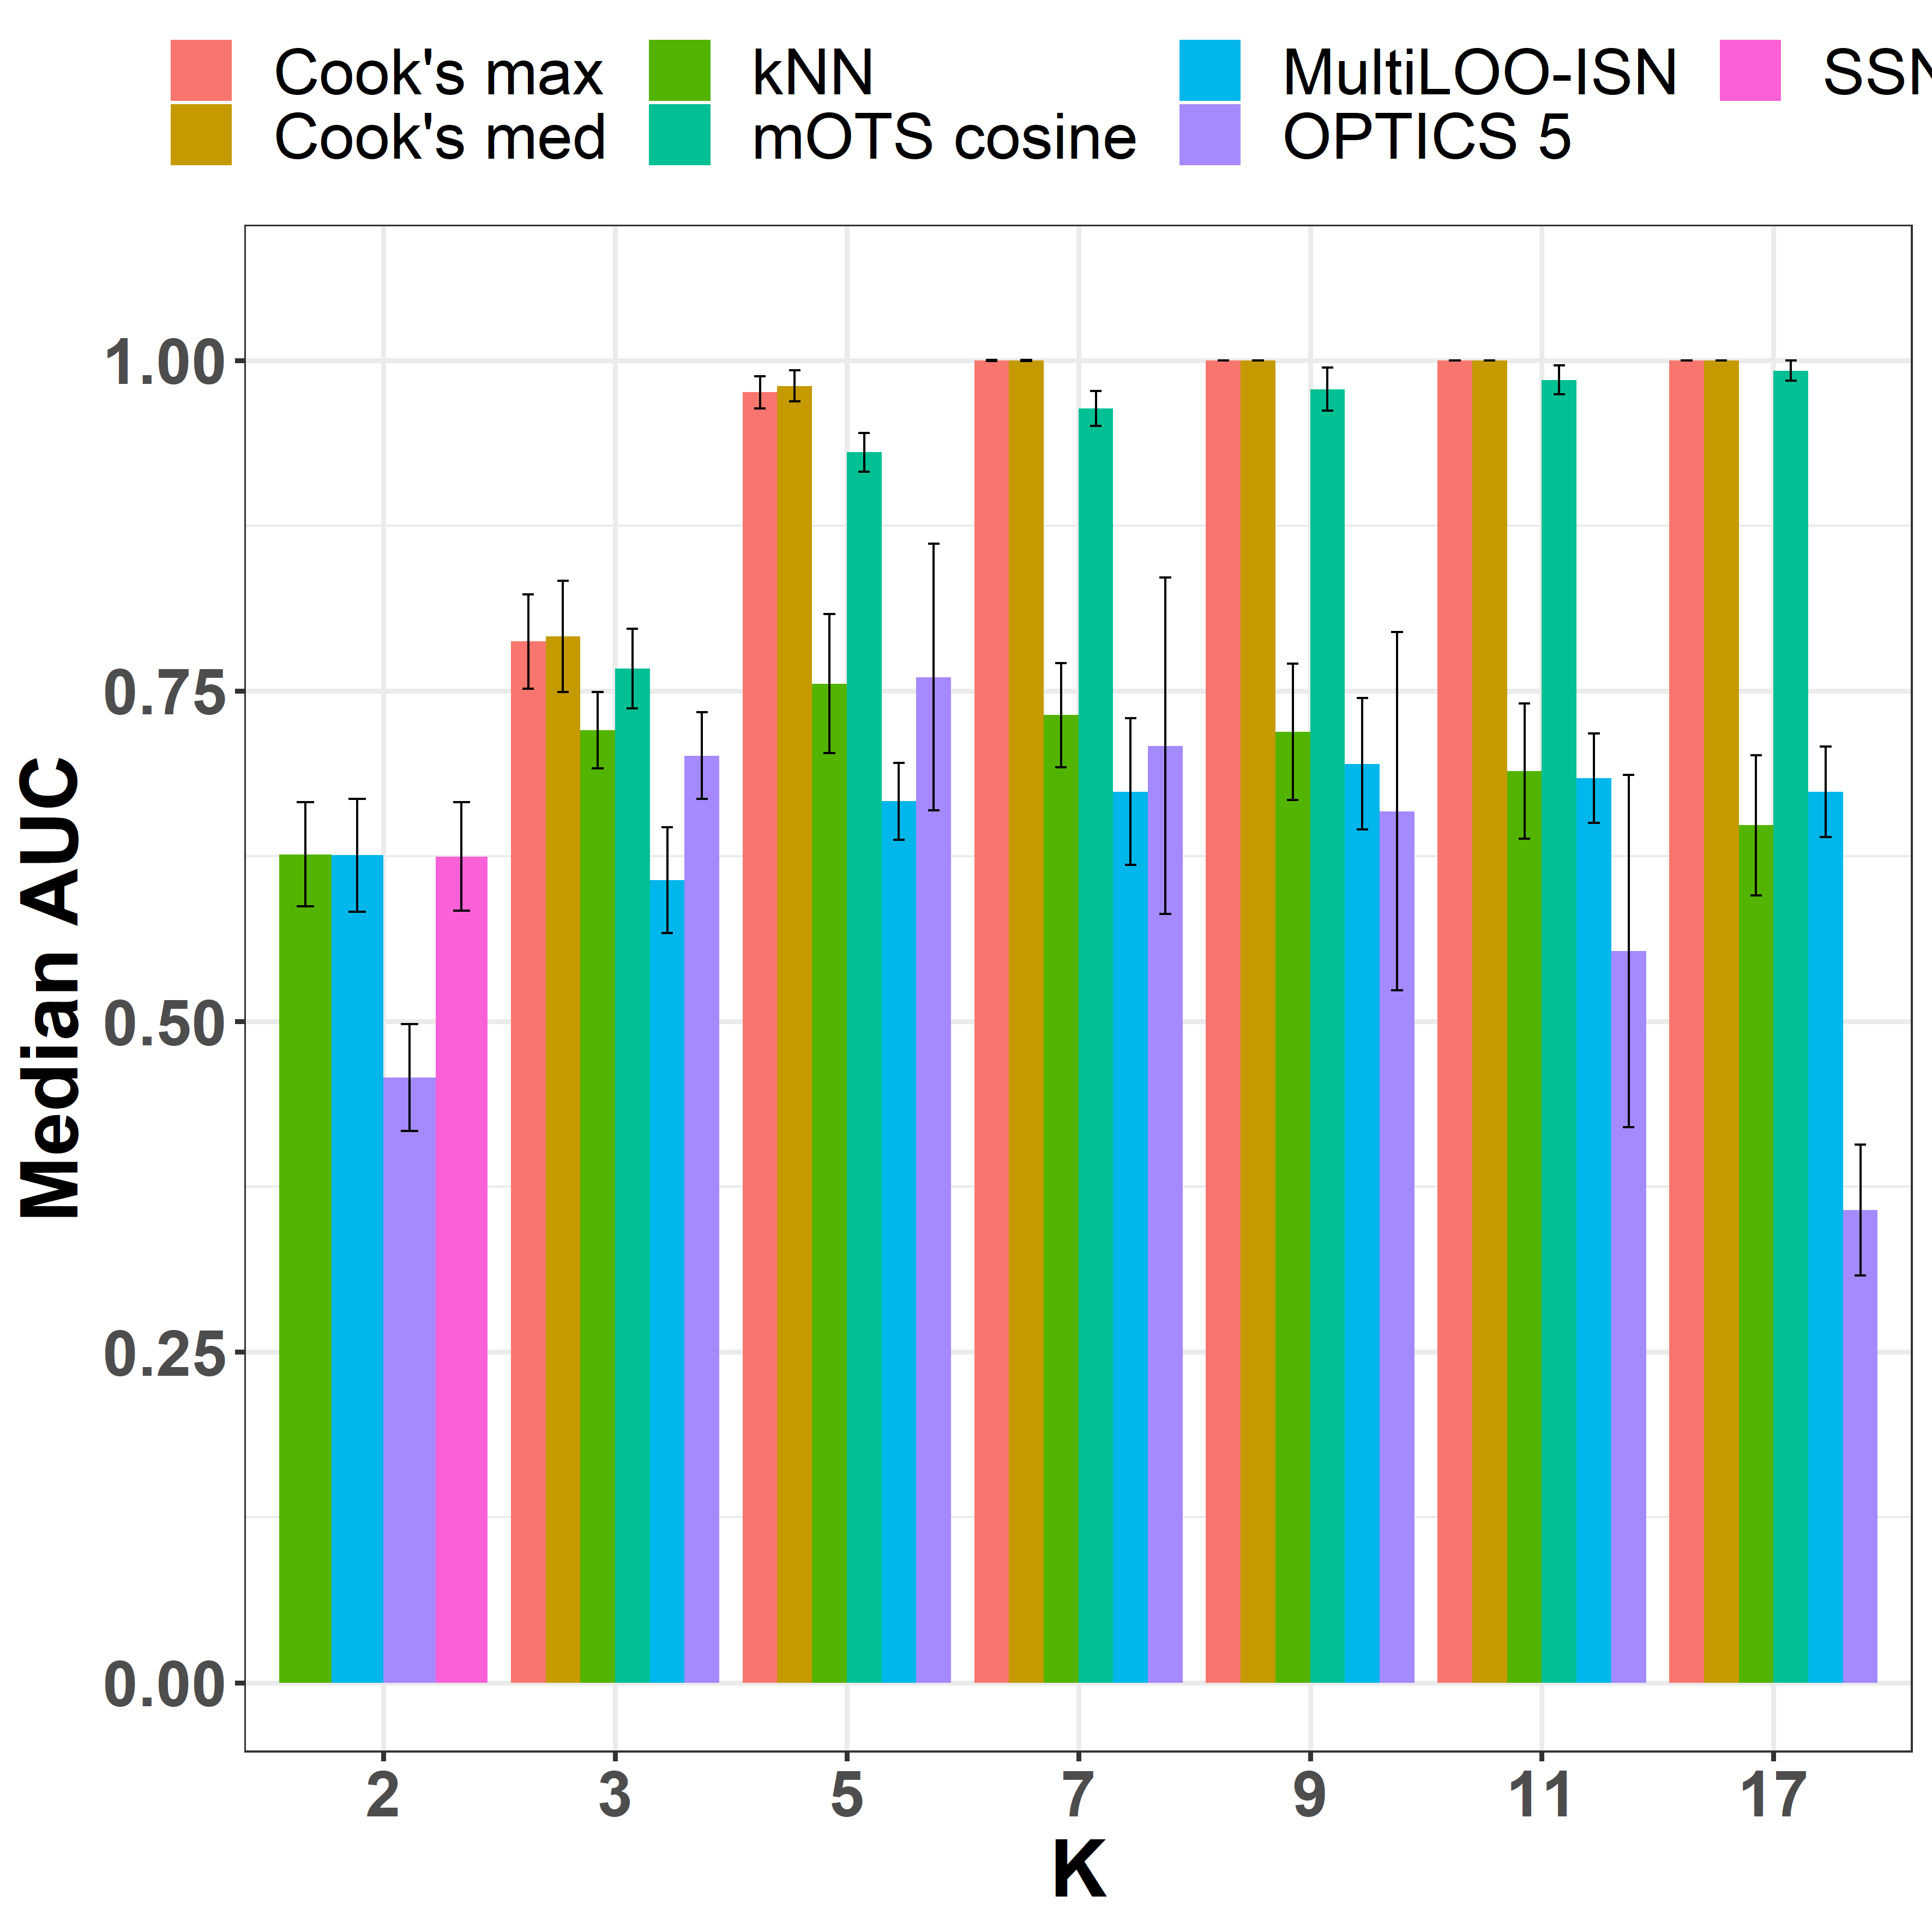 Cook's max kNN MultiLOO-ISN SSN
Cook's med mOTS cosine OPTICS 5
1.00
0.75
0.50
0.25
0.00
Median AUC
2 3 5 7 9 11 17
K